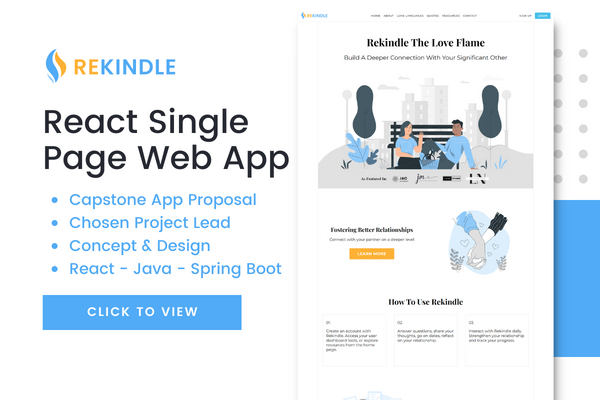 REKINDLE
React Single
Page Web App
Capstone App Proposal
Chosen Project Lead
Concept & Design
React - Java - Spring Boot
CLICK TO VIEW
REKINDLE
HOME ABOUT LOVE LANGUAGES QUOTES RESOURCES CONTACT SIGN UP LOGIN
Rekindle The Love Flame
Build A Deeper Connection With Your Significant Other
As Featured In:
Fostering Better Relationships
Connect with your partner on a deeper level
LEARN MORE
How To Use Rekindle
01.
Create an account with
Rekindle. Access your user
dashboard tools, or explore
resources from the home
page.
02.
Answer questions, share your
thoughts, go on dates, reflect
on your relationship.
03.
Interact with Rekindle daily.
Strengthen your relationship
and track your progress.